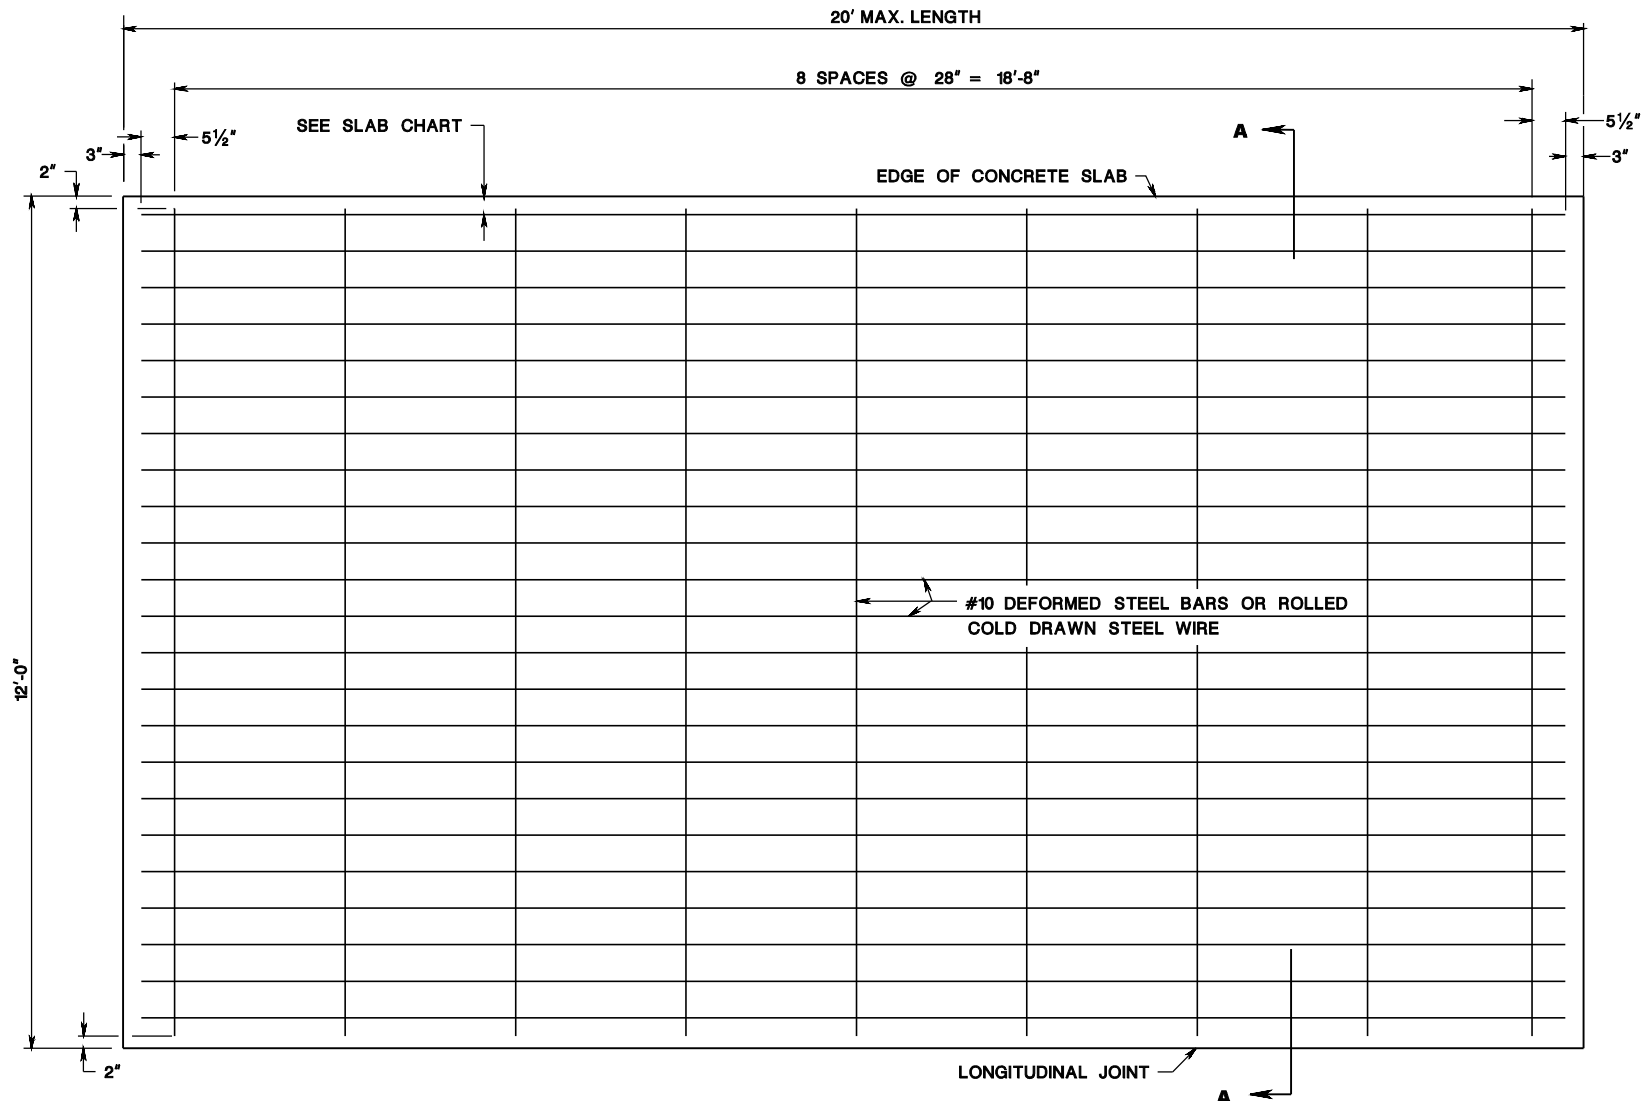 20' MAX. LENGTH
8 SPACES @ 28" = 18'-8"
SEE SLAB CHART
5½"
A
5½"
3"
3"
2"
EDGE OF CONCRETE SLAB
#10 DEFORMED STEEL BARS OR ROLLED
COLD DRAWN STEEL WIRE
12'-0"
2"
LONGITUDINAL JOINT
A